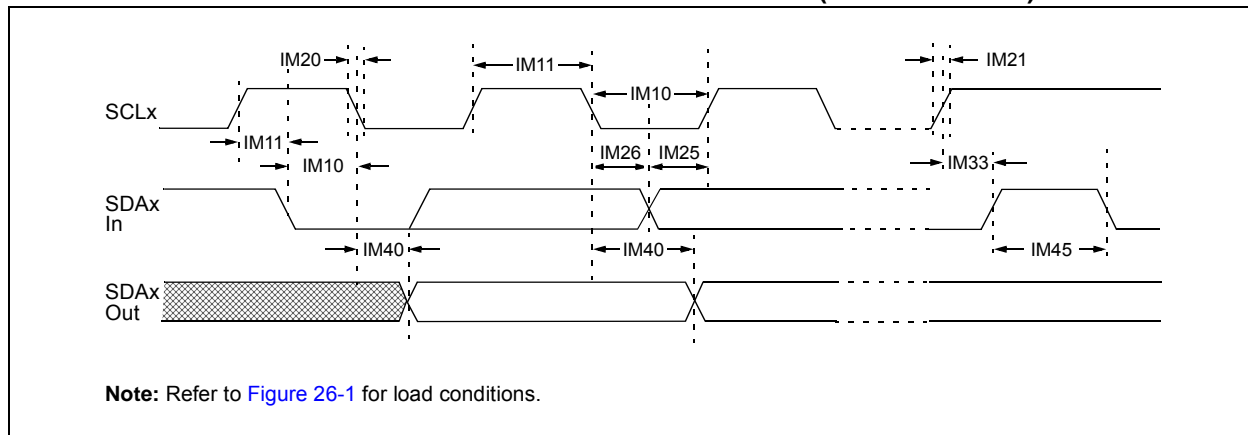 IM20
IM11
IM21
SCLx
IM10
IM11
IM10
IM26
IM25
IM33
SDAx
In
IM40
IM40
IM45
SDAx
Out
Note: Refer to Figure 26-1 for load conditions.